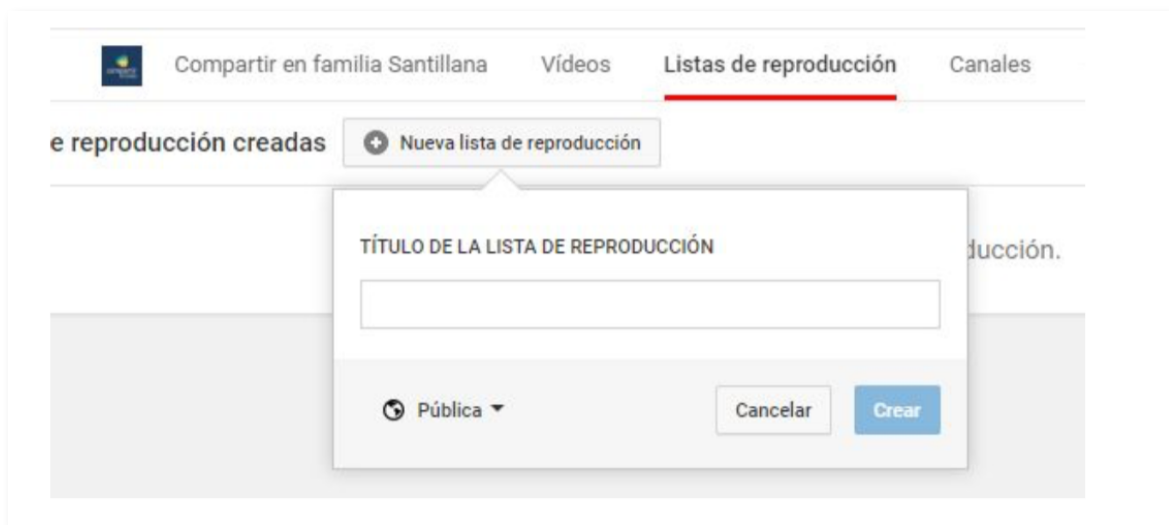 Compartir en familia Santillana Vídeos Listas de reproducción Canales
e reproducción creadas Nueva lista de reproducción
TÍTULO DE LA LISTA DE REPRODUCCIÓN
ducción.
Pública Cancelar Crear